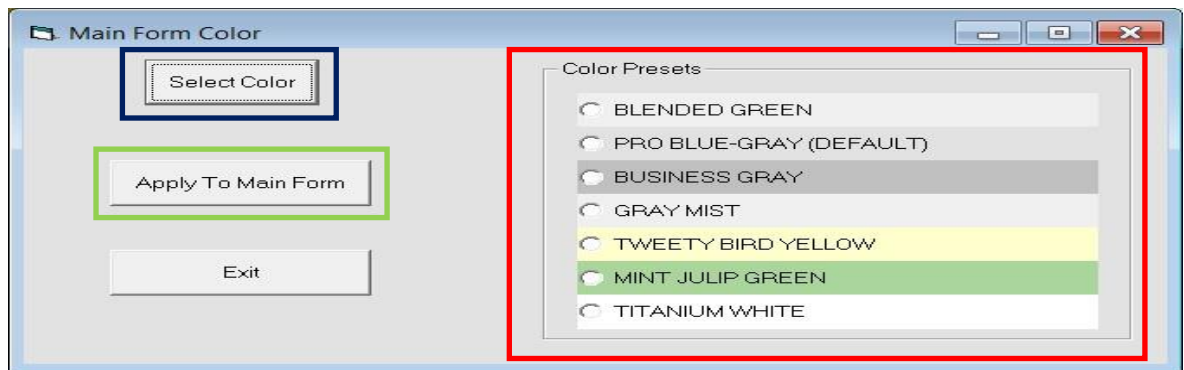 Main Form Color
Select Color
Apply To Main Form
Exit
Color Presets
BLENDED GREEN
PRO BLUE-GRAY (DEFAULT)
BUSINESS GRAY
GRAY MIST
TWEETY BIRD YELLOW
MINT JULIP GREEN
TITANIUM WHITE